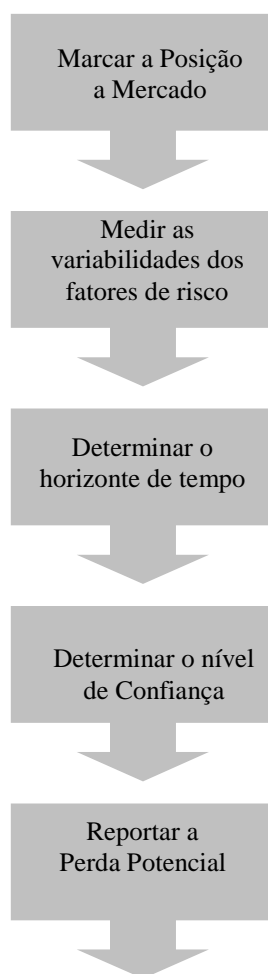 Marcar a Posição
a Mercado
Medir as
variabilidades dos
fatores de risco
Determinar o
horizonte de tempo
Determinar o nível
de Confiança
Reportar a
Perda Potencial